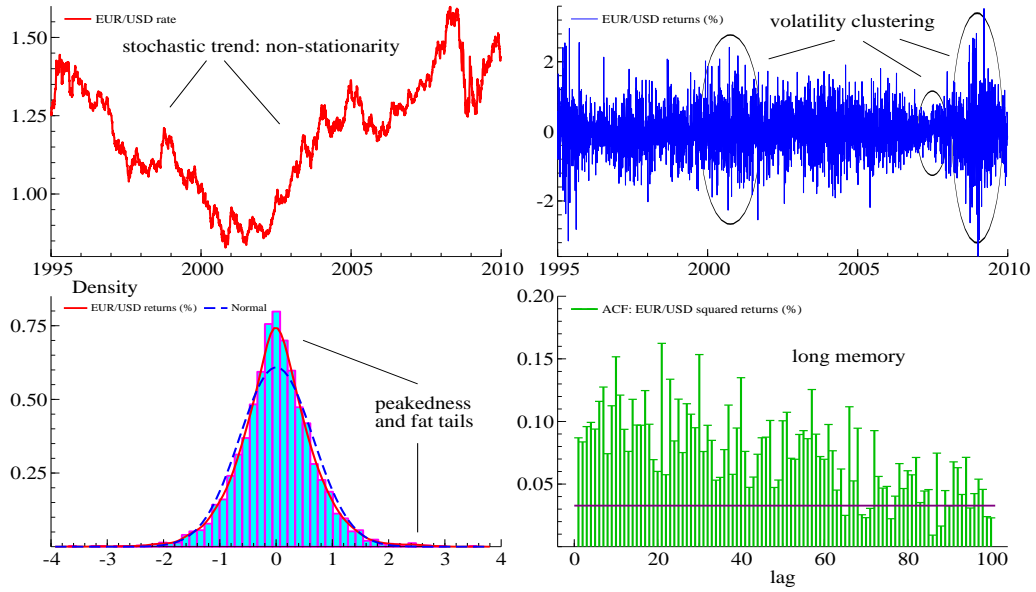 EUR/USD rate
stochastic trend: non-stationarity
1.50
1.25
1.00
1995 2000 2005 2010
EUR/USD returns (%)
volatility clustering
2
0
-2
1995 2000 2005 2010
Density
EUR/USD returns (%) Normal
0.75
0.50
0.25
peakedness
and fat tails
-4 -3 -2 -1 0 1 2 3 4
0.20
ACF: EUR/USD squared returns (%)
long memory
0.15
0.10
0.05
0 20 40 60 80 100
lag